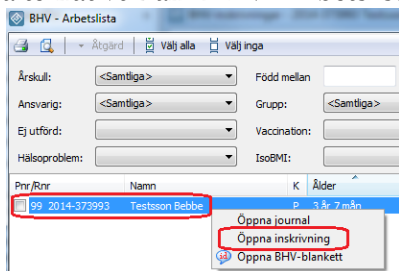 BHV - Arbetslista
Åtgärd Välj alla Välj inga
Årskull: <Samtliga> Född mellan
Ansvarig: <Samtliga> Grupp: <Samtliga>
Ej utförd: Vaccination:
Hälsoproblem: IsoBMI:
Pnr/Rnr Namn K Ålder
99 2014-373993 Testsson Bebbe P 3 år 7 mån
Öppna journal
Öppna inskrivning
Öppna BHV-blankett